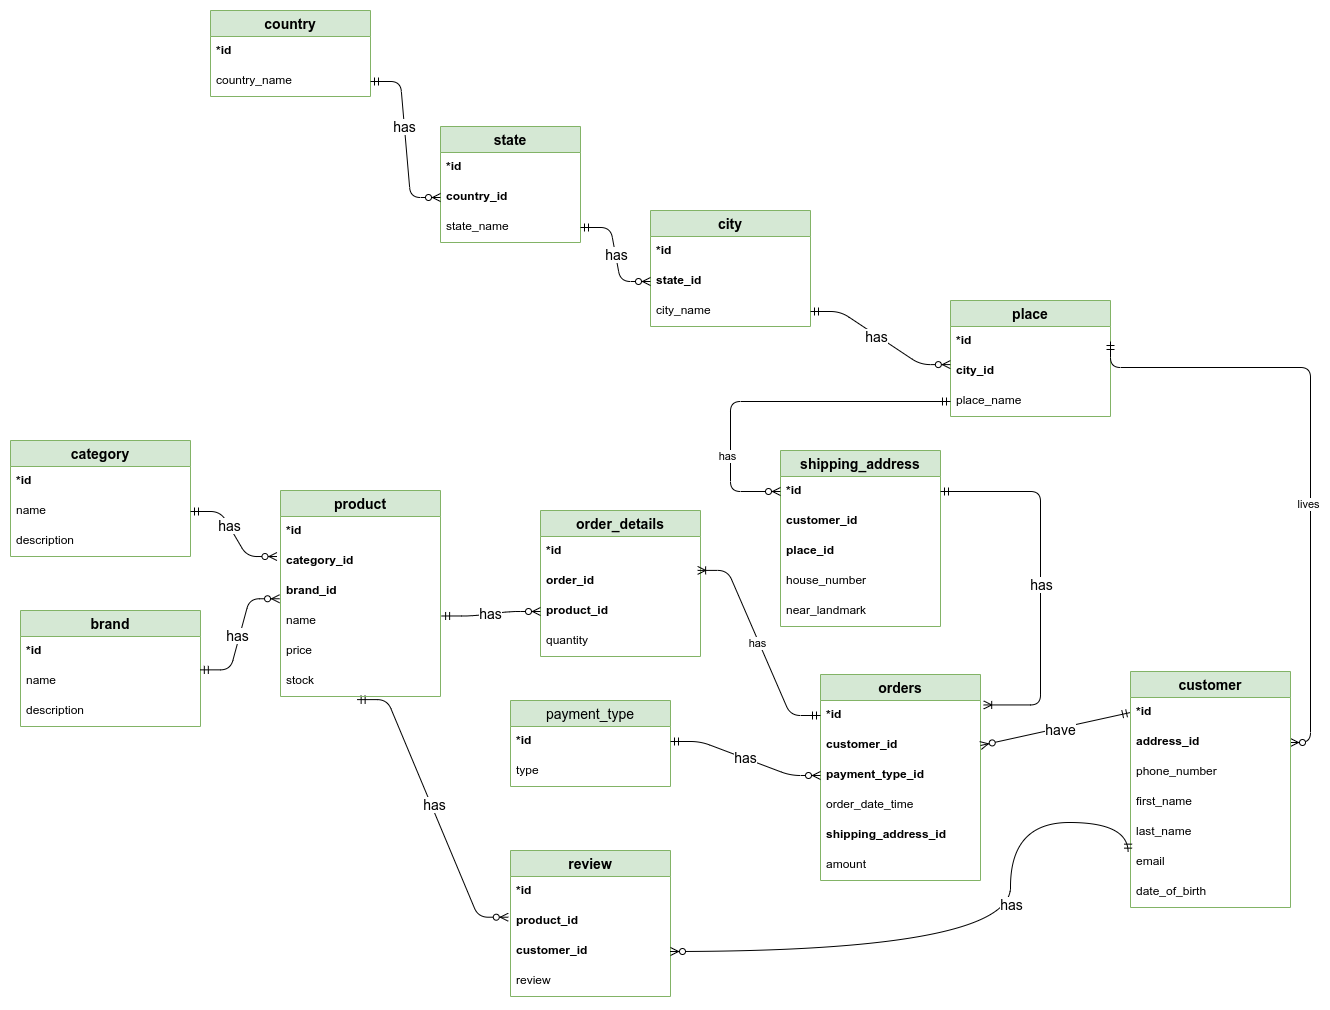 country
*id
country_name
has
state
*id
country_id
state_name
has
city
*id
state_id
city_name
has
place
*id
city_id
place_name
has
lives
category
*id
name
description
has
brand
*id
name
description
has
product
*id
category_id
brand_id
name
price
stock
has
order_details
*id
order_id
product_id
quantity
has
shipping_address
*id
customer_id
place_id
house_number
near_landmark
has
payment_type
*id
type
has
orders
*id
customer_id
payment_type_id
order_date_time
shipping_address_id
amount
have
customer
*id
address_id
phone_number
first_name
last_name
email
date_of_birth
has
review
*id
product_id
customer_id
review
has